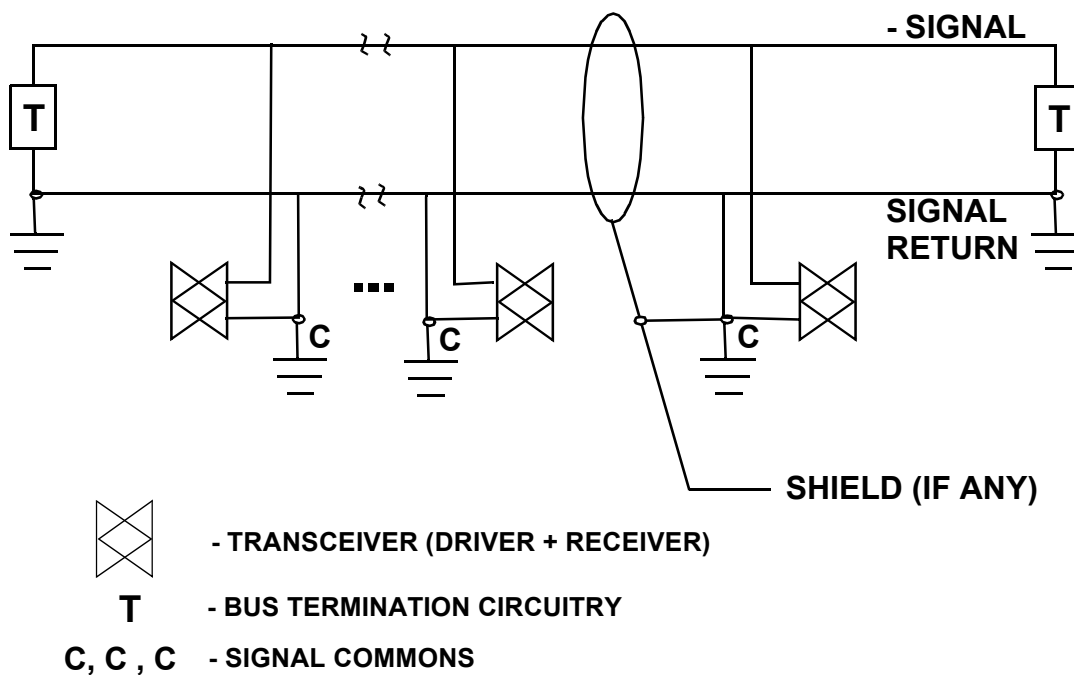 - SIGNAL
T
T
SIGNAL
RETURN
C
C
C
SHIELD (IF ANY)
- TRANSCEIVER (DRIVER + RECEIVER)
T - BUS TERMINATION CIRCUITRY
C, C , C - SIGNAL COMMONS